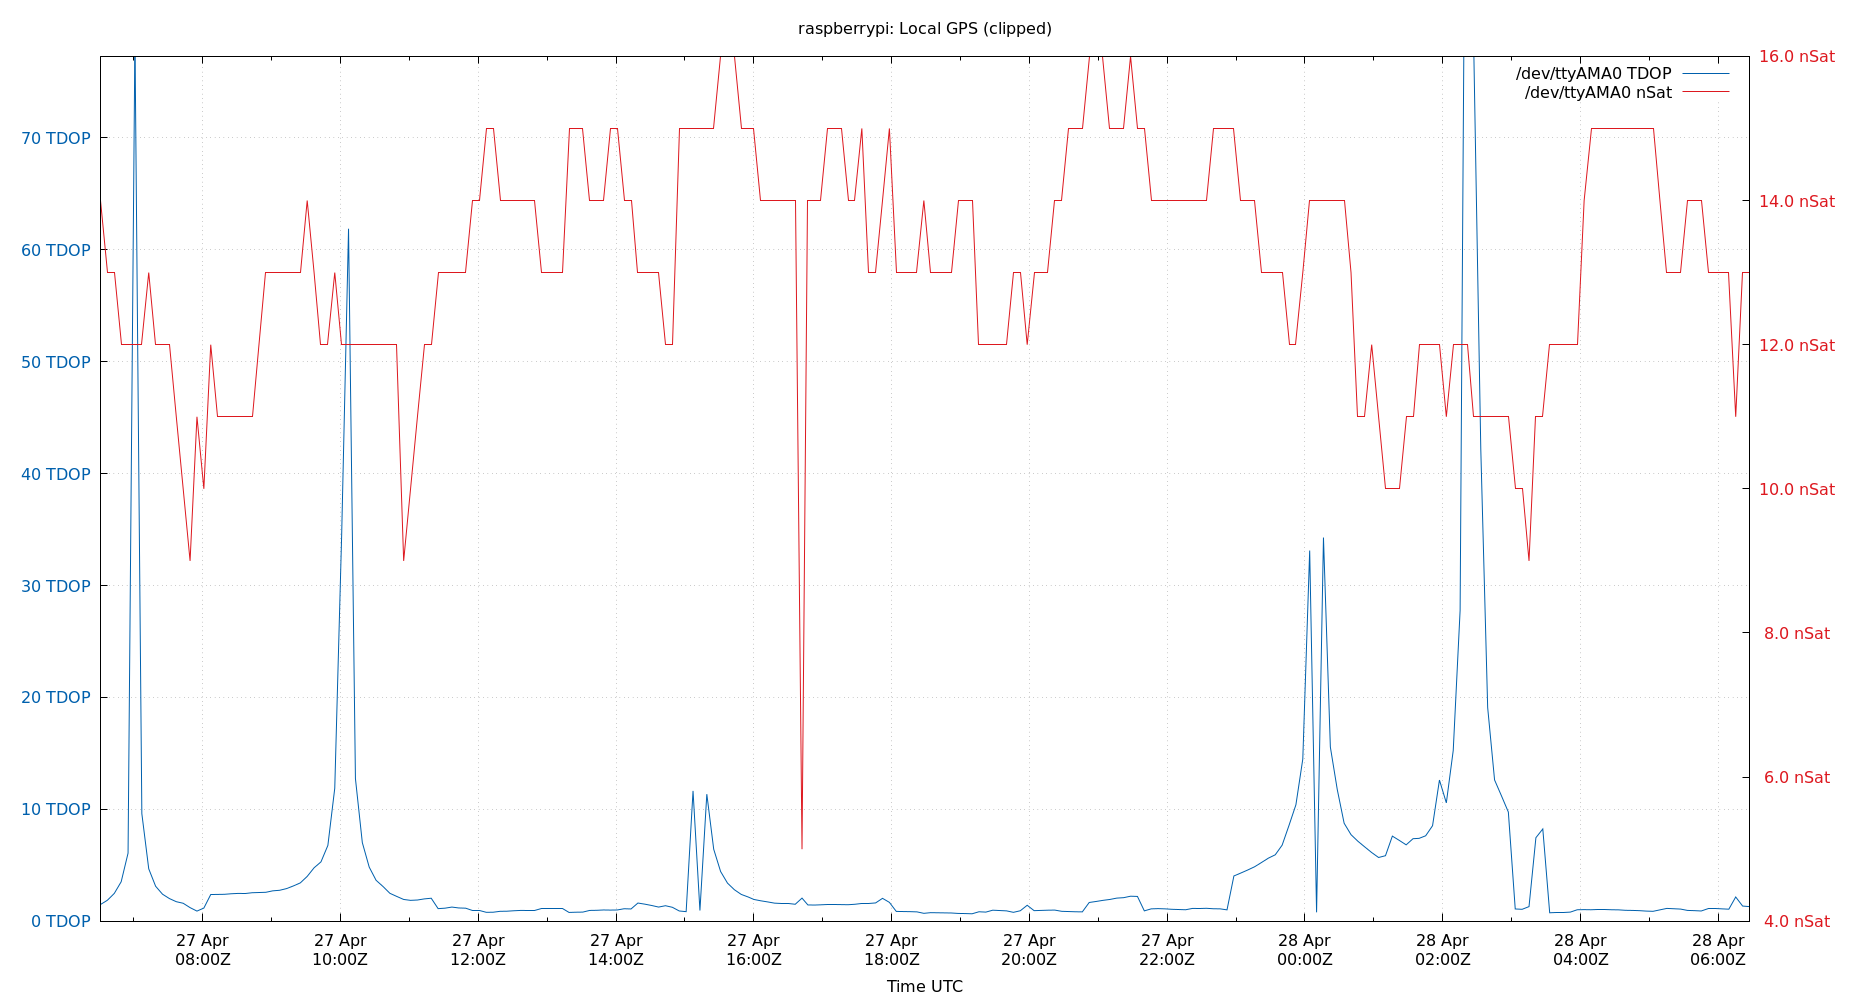 raspberrypi: Local GPS (clipped)
/dev/ttyAMA0 TDOP
/dev/ttyAMA0 nSat
70 TDOP
60 TDOP
50 TDOP
40 TDOP
30 TDOP
20 TDOP
10 TDOP
0 TDOP
16.0 nSat
14.0 nSat
12.0 nSat
10.0 nSat
8.0 nSat
6.0 nSat
4.0 nSat
27 Apr
08:00Z
27 Apr
10:00Z
27 Apr
12:00Z
27 Apr
14:00Z
27 Apr
16:00Z
27 Apr
18:00Z
27 Apr
20:00Z
27 Apr
22:00Z
28 Apr
00:00Z
28 Apr
02:00Z
28 Apr
04:00Z
28 Apr
06:00Z
Time UTC